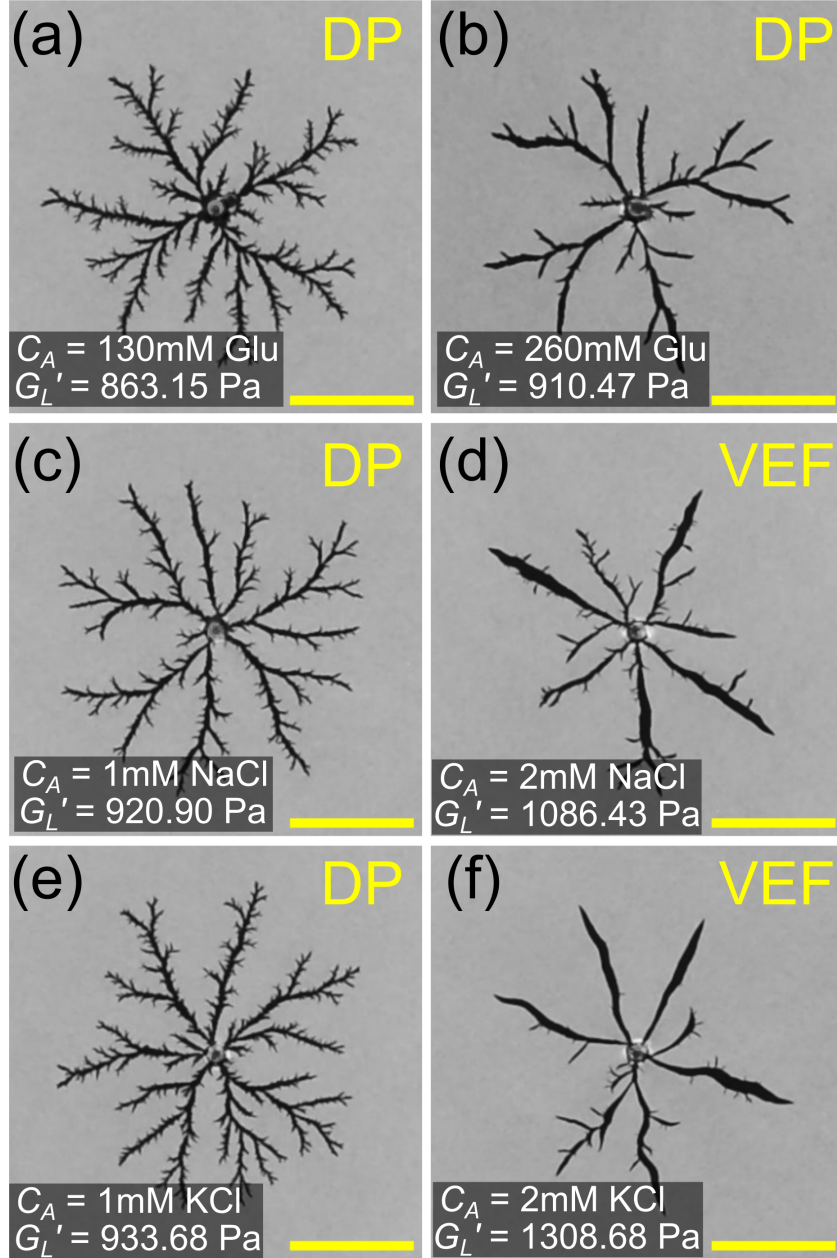 (a) DP
C_A = 130mM Glu
G_L' = 863.15 Pa
(b) DP
C_A = 260mM Glu
G_L' = 910.47 Pa
(c) DP
C_A = 1mM NaCl
G_L' = 920.90 Pa
(d) VEF
C_A = 2mM NaCl
G_L' = 1086.43 Pa
(e) DP
C_A = 1mM KCl
G_L' = 933.68 Pa
(f) VEF
C_A = 2mM KCl
G_L' = 1308.68 Pa